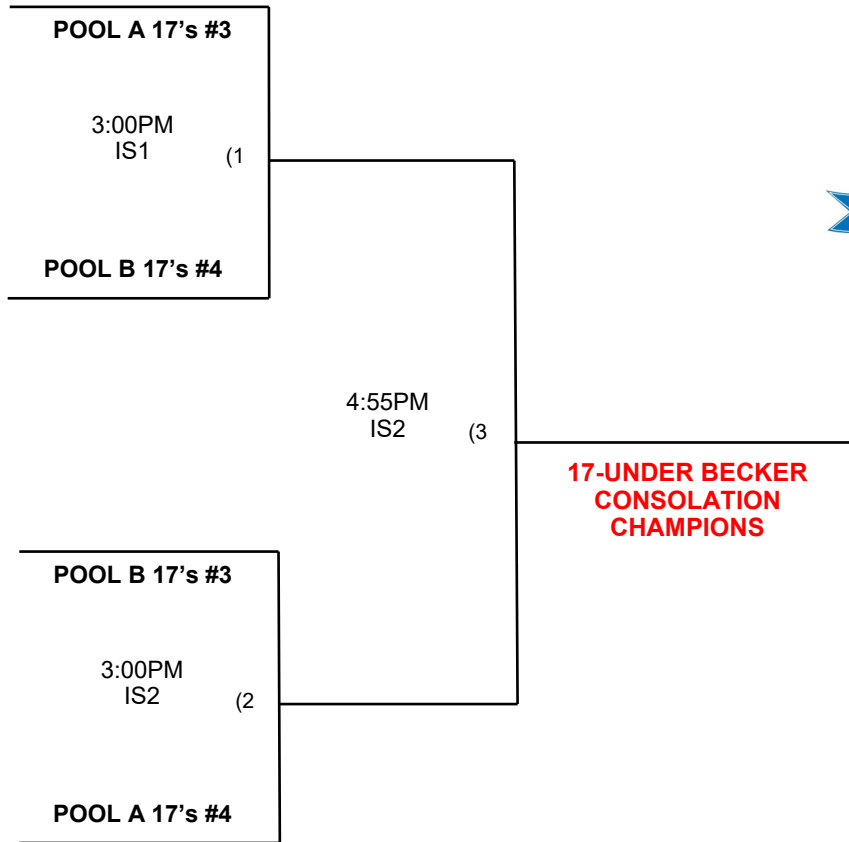 POOL A 17’s #3
3:00PM
IS1
(1
POOL B 17’s #4
4:55PM
IS2
(3
17-UNDER BECKER
CONSOLATION
CHAMPIONS
POOL B 17’s #3
3:00PM
IS2
(2
POOL A 17’s #4